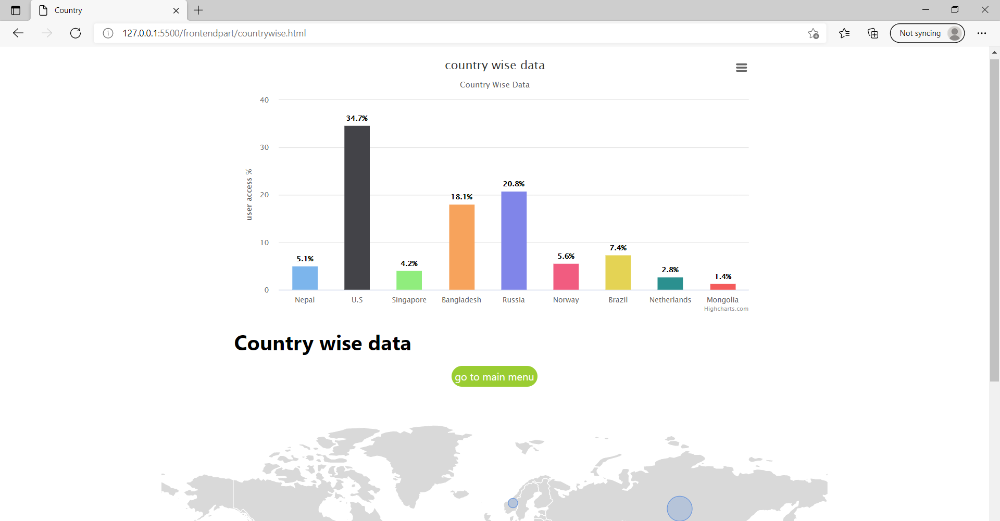 Country
127.0.0.1:5500/frontendpart/countrywise.html
Not syncing
country wise data
Country Wise Data
user access %
40
30
20
10
0
34.7%
20.8%
18.1%
7.4%
5.1%
5.6%
4.2%
2.8%
1.4%
Nepal U.S Singapore Bangladesh Russia Norway Brazil Netherlands Mongolia
Highcharts.com
Country wise data
go to main menu